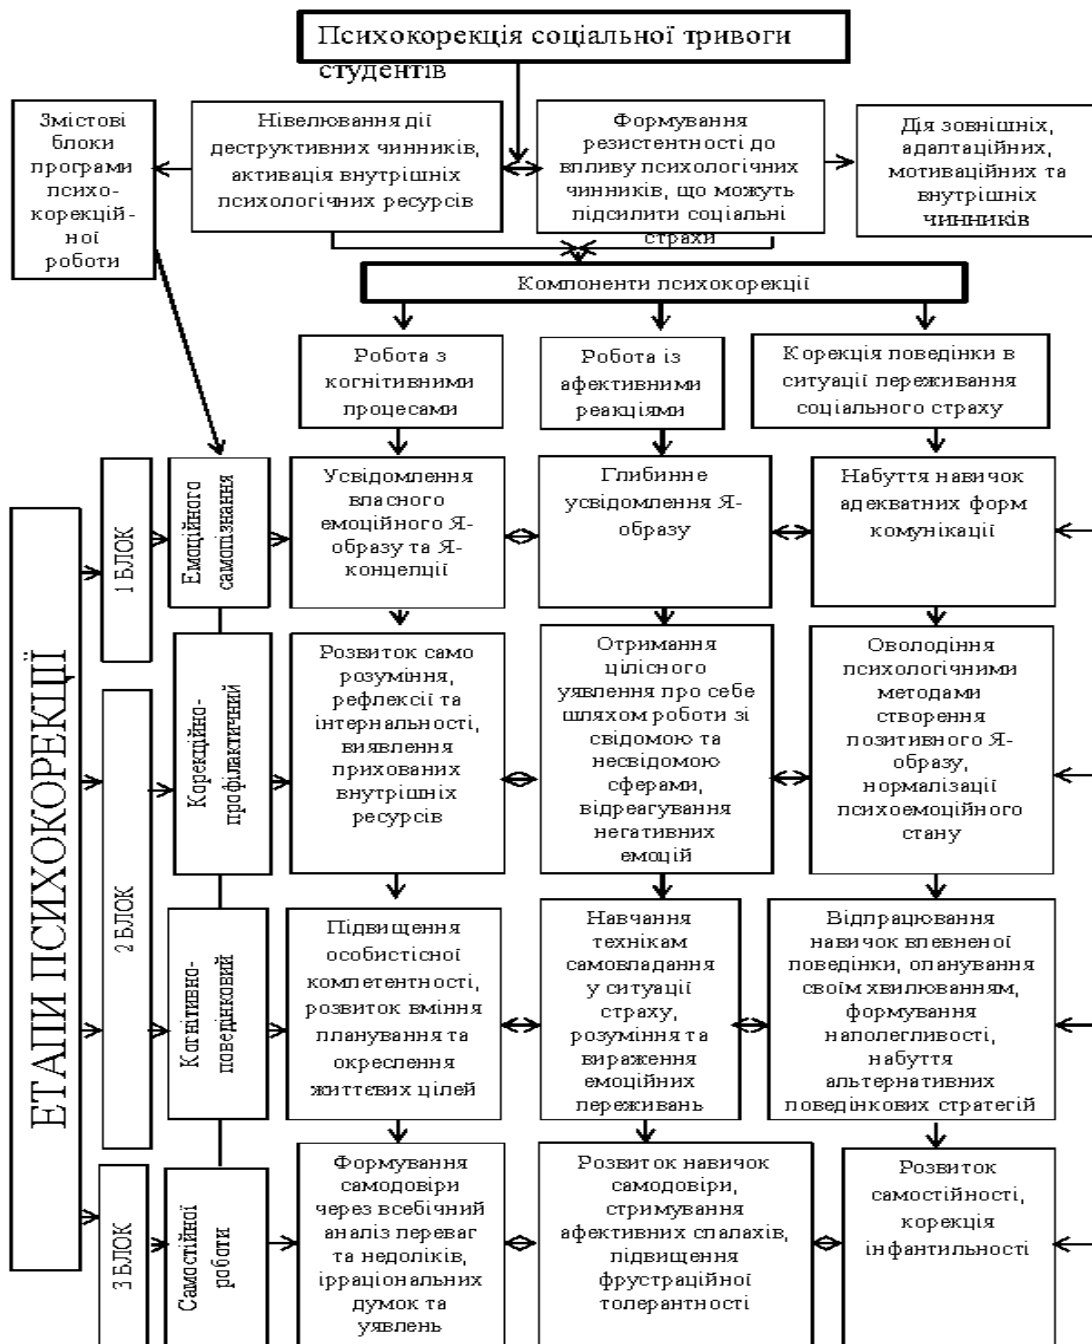 Психокорекція соціальної тривоги
студентів
Змістові
блоки
програми
психо-
корекцій-
ної
роботи
Нівелювання дії
деструктивних чинників,
активація внутрішніх
психологічних ресурсів
Формування
резистентності до
впливу психологічних
чинників, що можуть
підсилити соціальні
страхи
Дія зовнішніх,
адаптаційних,
мотиваційних та
внутрішніх
чинників
Компоненти психокорекції
Робота з
когнітивними
процесами
Робота із
афективними
реакціями
Корекція поведінки в
ситуації переживання
соціального страху
ЕТАПИ ПСИХОКОРЕКЦІЇ
1 БЛОК
Емоційного
самопізнання
Усвідомлення
власного
емоційного Я-
образу та Я-
концепції
Глибинне
усвідомлення Я-
образу
Набуття навичок
адекватних форм
комунікації
2 БЛОК
Корекційно-
профілактичний
Розвиток само
розуміння,
рефлексії та
інтернальності,
виявлення
прихованих
внутрішніх
ресурсів
Отримання
цілісного
уявлення про себе
шляхом роботи зі
свідомою та
несвідомою
сферами,
відреагування
негативних
емоцій
Оволодіння
психологічними
методами
створення
позитивного Я-
образу,
нормалізації
психоемоційного
стану
Когнітивно-
поведінковий
Підвищення
особистісної
компетентності,
розвиток вміння
планування та
окреслення
життєвих цілей
Навчання
технікам
самовладання
у ситуації
страху,
розуміння та
вираження
емоційних
переживань
Відпрацювання
навичок впевненої
поведінки, опанування
своїм хвилюванням,
формування
наполегливості,
набуття
альтернативних
поведінкових стратегій
3 БЛОК
Самостійної
роботи
Формування
самодовіри
через всебічний
аналіз переваг
та недоліків,
ірраціональних
думок та
уявлень
Розвиток навичок
самодовіри,
стримування
афективних спалахів,
підвищення
фрустраційної
толерантності
Розвиток
самостійності,
корекція
інфантильності